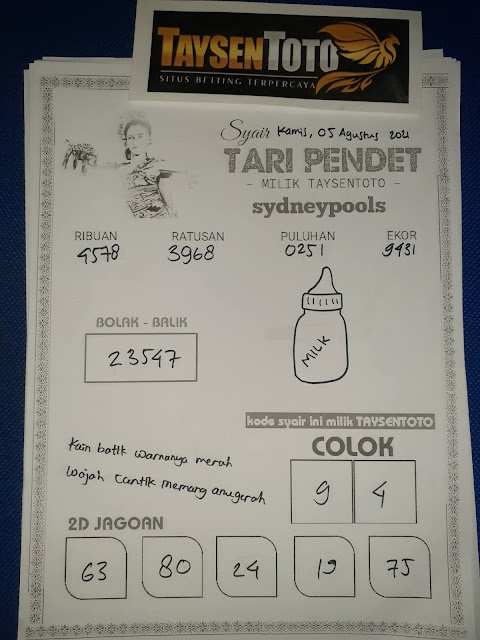 TAYSENTOTO
SITUS BETTING TERPERCAYA
Syair Kamis, 05 Agustus 2021
TARI PENDET
- MILIK TAYSENTOTO -
sydneypools
RIBUAN RATUSAN PULUHAN EKOR
4578 3968 0251 9431
BOLAK - BALIK
23547
MILK
kode syair ini milik TAYSENTOTO
COLOK
9 4
Kain batik warnanya merah
Wajah cantik memang anugerah
2D JAGOAN
63 80 24 19 75